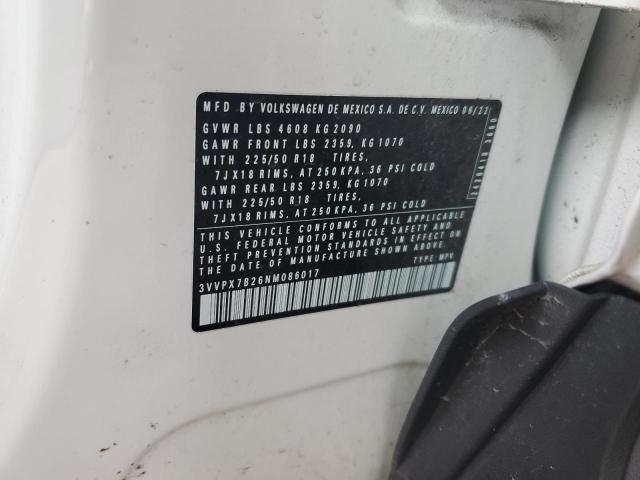 MFD BY VOLKSWAGEN DE MEXICO S.A. DE C.V. MEXICO 06/22
GVWR LBS 4608 KG 2090
GAWR FRONT LBS 2359, KG 1070
WITH 225/50 R18 TIRES,
7JX18 RIMS, AT 250 KPA, 36 PSI COLD
GAWR REAR LBS 2359, KG 1070
WITH 225/50 R18 TIRES,
7JX18 RIMS, AT 250 KPA, 36 PSI COLD
THIS VEHICLE CONFORMS TO ALL APPLICABLE
U.S. FEDERAL MOTOR VEHICLE SAFETY AND
THEFT PREVENTION STANDARDS IN EFFECT ON
THE DATE OF MANUFACTURE SHOWN ABOVE.
3VVPX7B26NM086017 TYPE MPV